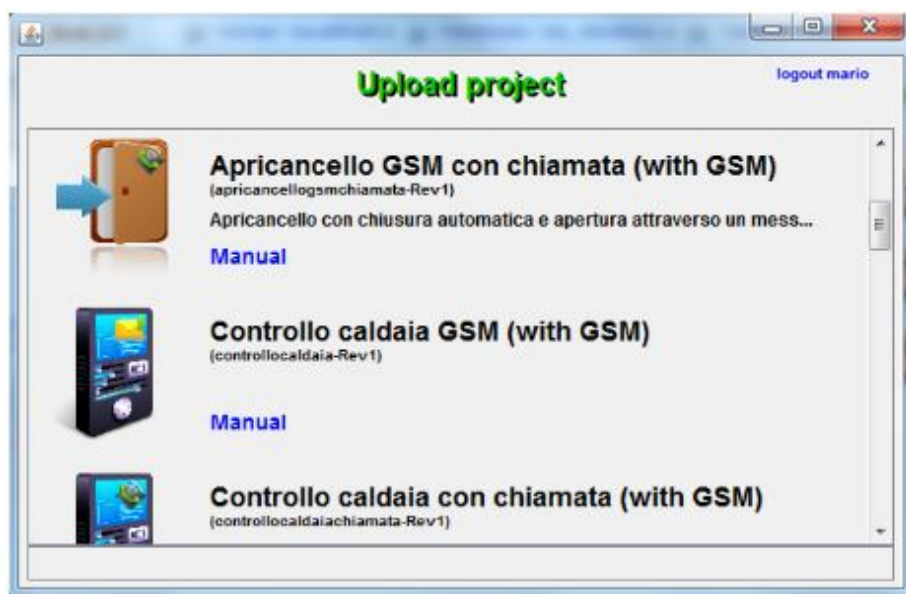 Upload project
logout mario
Apricancello GSM con chiamata (with GSM)
(apricancellogsmchiamata-Rev1)
Apricancello con chiusura automatica e apertura attraverso un mess...
Manual
Controllo caldaia GSM (with GSM)
(controllocaldaia-Rev1)
Manual
Controllo caldaia con chiamata (with GSM)
(controllocaldaiachiamata-Rev1)